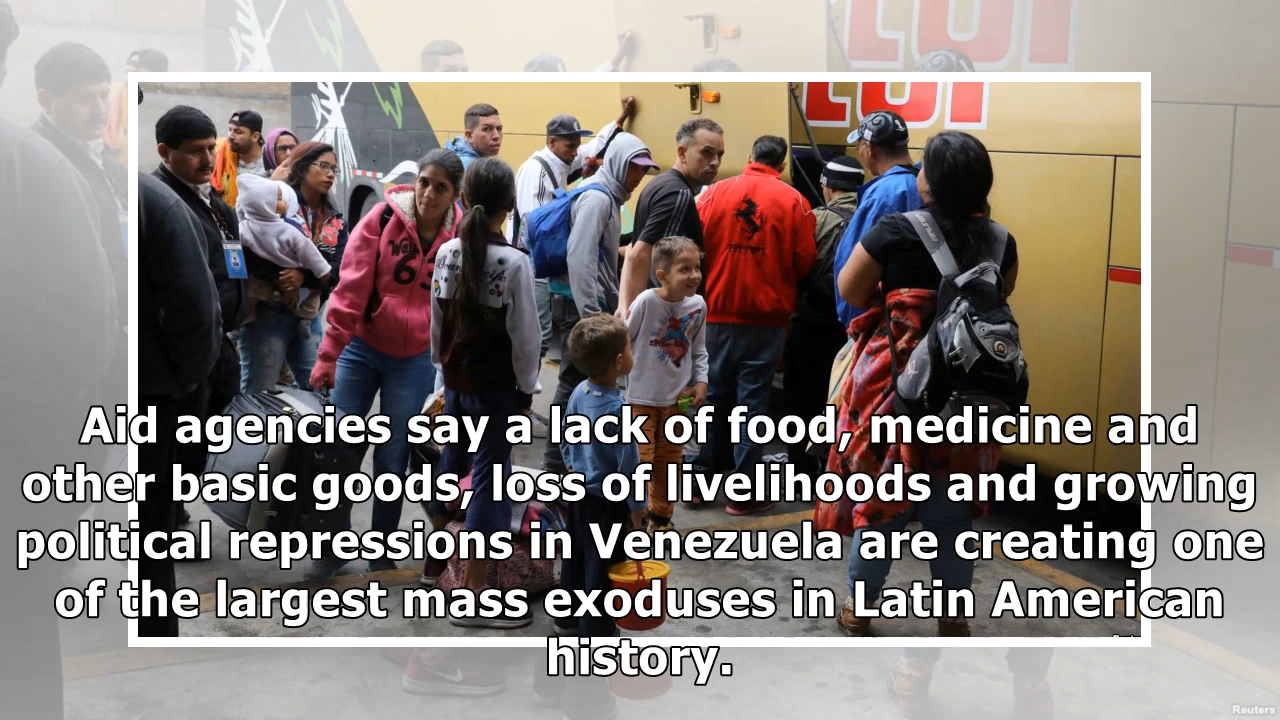 Aid agencies say a lack of food, medicine and
other basic goods, loss of livelihoods and growing
political repressions in Venezuela are creating one
of the largest mass exoduses in Latin American
history.
Reuters